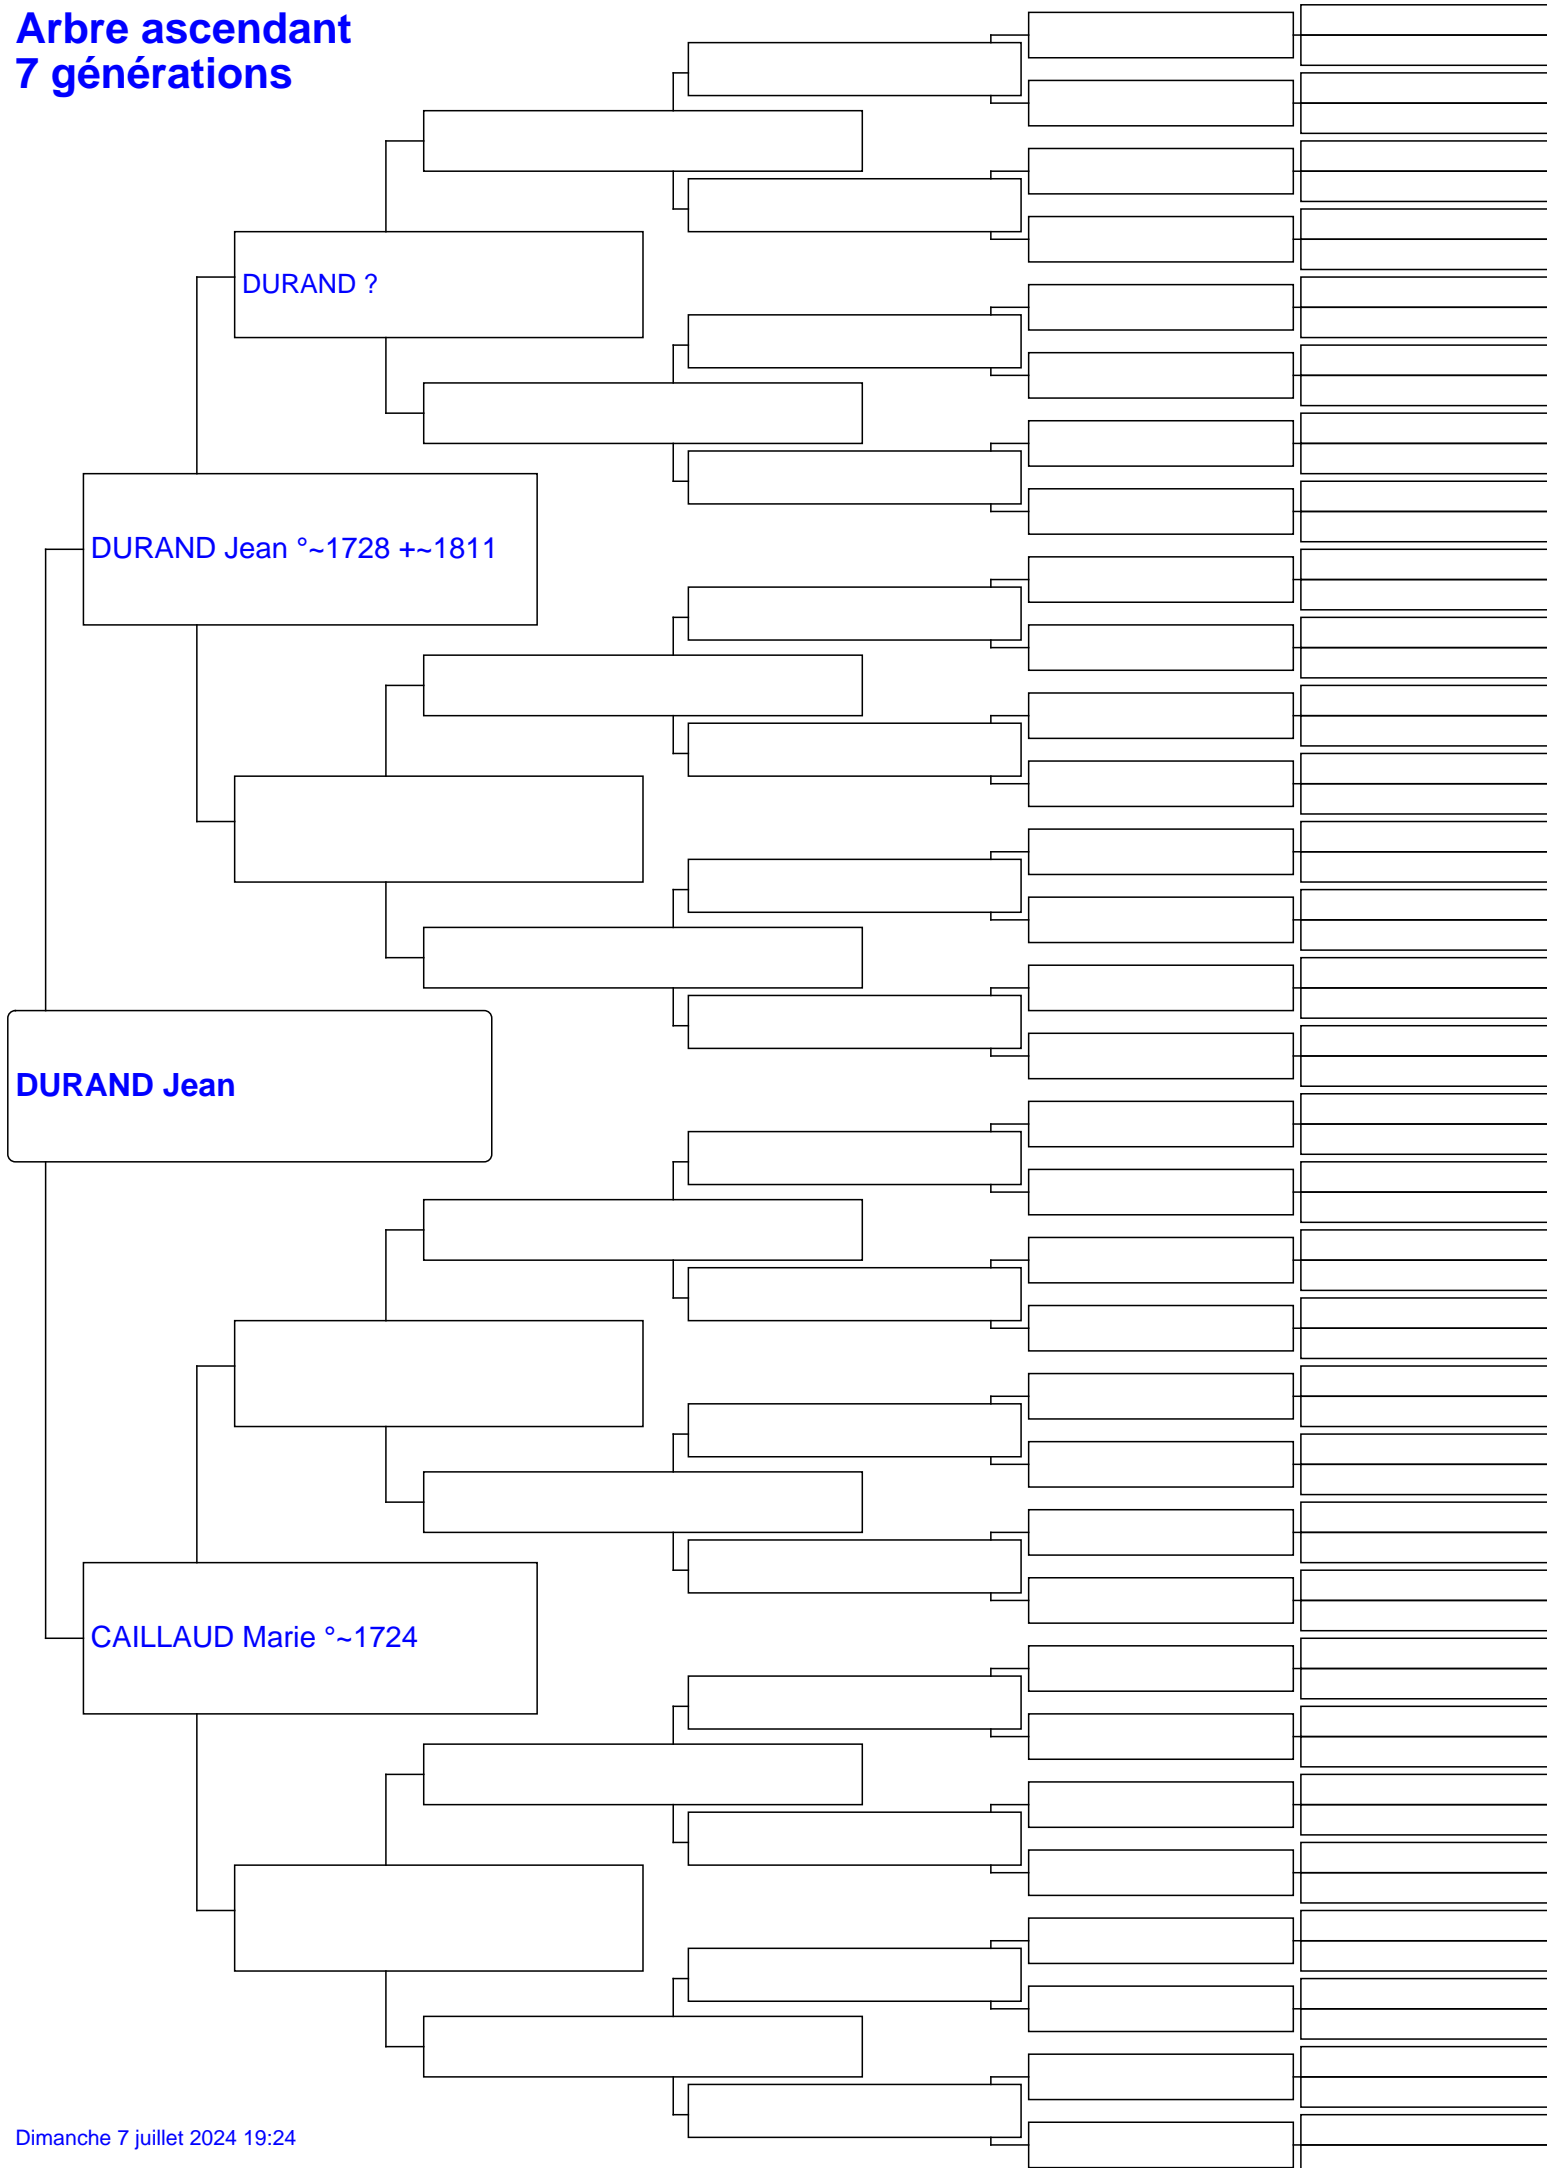 Arbre ascendant
7 générations
DURAND ?
DURAND Jean °~1728 +~1811
DURAND Jean
CAILLAUD Marie °~1724
Dimanche 7 juillet 2024 19:24